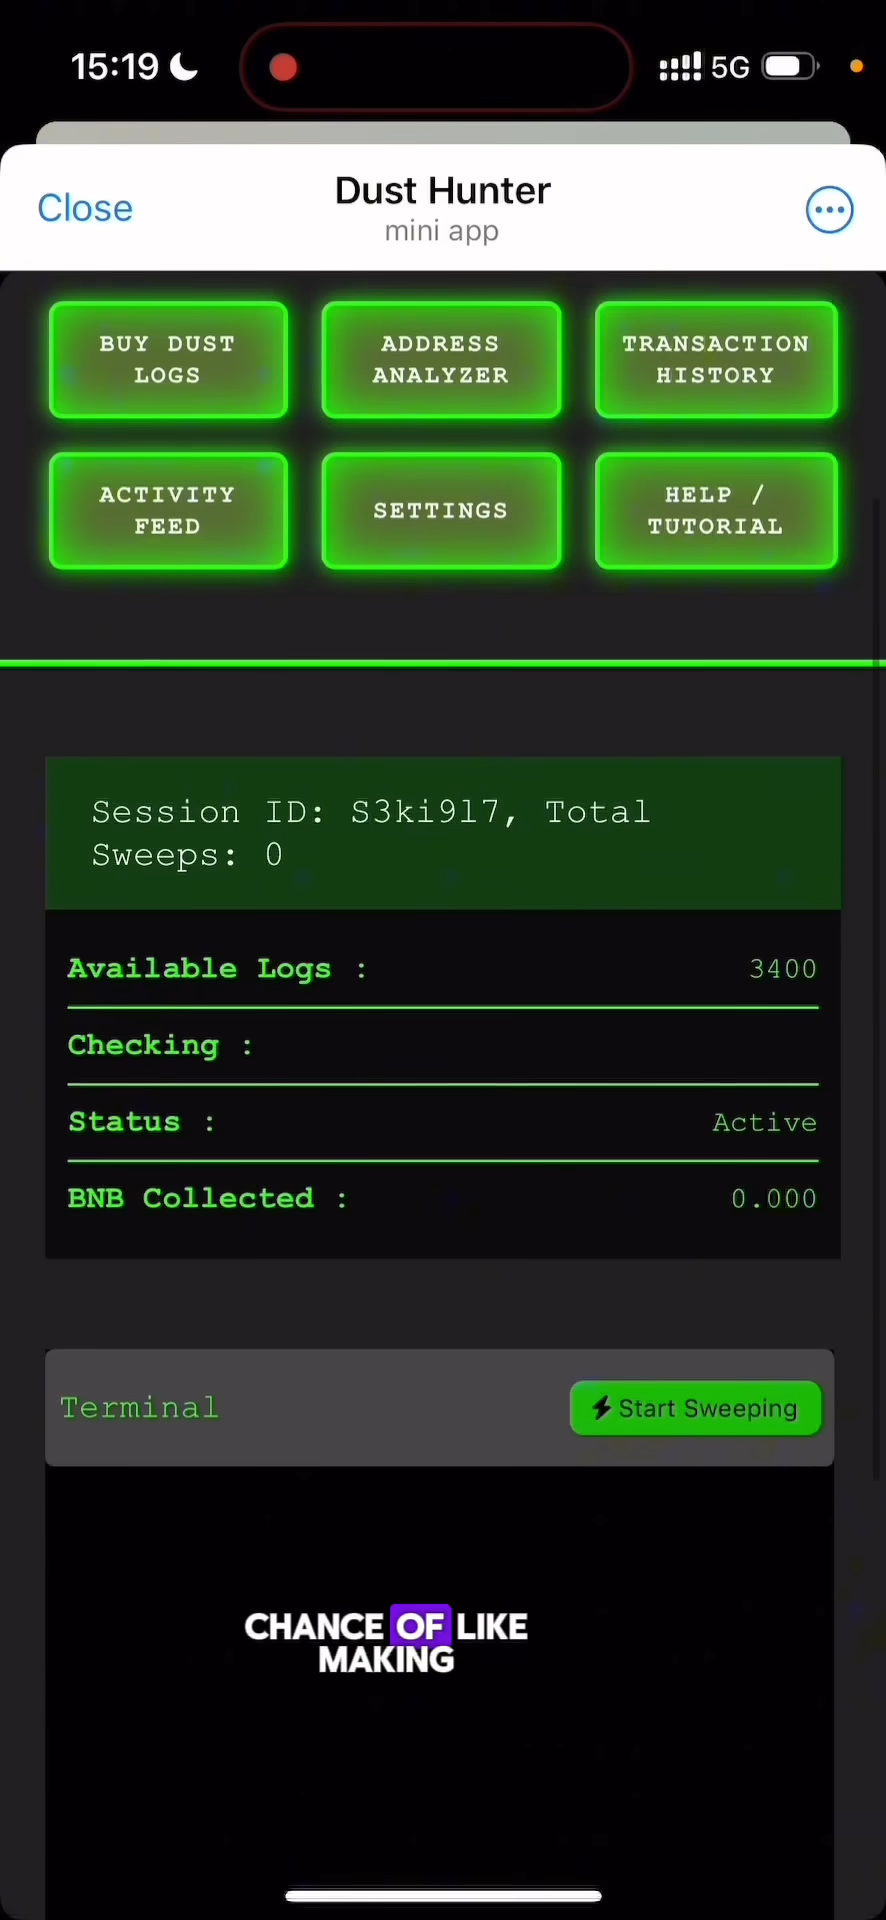 15:19
5G
Close
Dust Hunter
mini app
BUY DUST
LOGS
ADDRESS
ANALYZER
TRANSACTION
HISTORY
ACTIVITY
FEED
SETTINGS
HELP /
TUTORIAL
Session ID: S3ki9l7, Total
Sweeps: 0
Available Logs :
3400
Checking :
Status :
Active
BNB Collected :
0.000
Terminal
Start Sweeping
CHANCE OF LIKE
MAKING